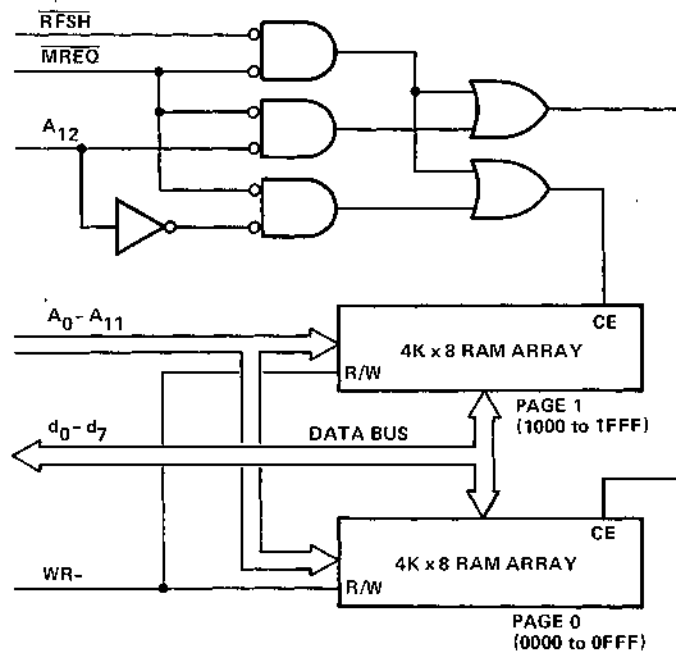 RFSH
MREQ
A12
A0 - A11
CE
4K x 8 RAM ARRAY
R/W
PAGE 1
(1000 to 1FFF)
d0 - d7
DATA BUS
CE
4K x 8 RAM ARRAY
WR-
R/W
PAGE 0
(0000 to 0FFF)